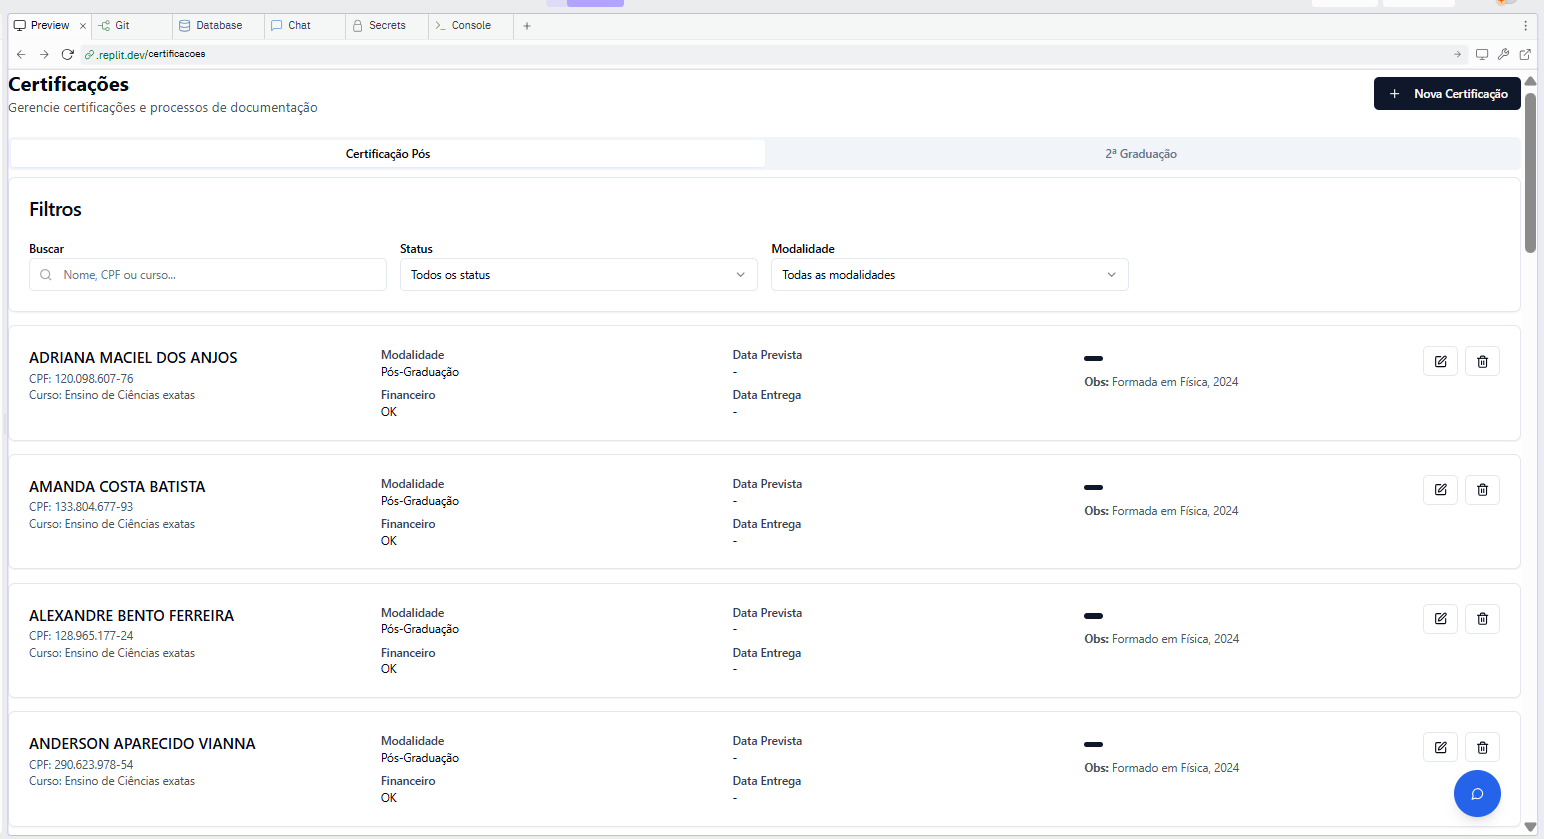 Preview
Git
Database
Chat
Secrets
Console
.replit.dev/certificacoes
Certificações
Gerencie certificações e processos de documentação
Nova Certificação
Certificação Pós
2ª Graduação
Filtros
Buscar
Status
Modalidade
Nome, CPF ou curso...
Todos os status
Todas as modalidades
ADRIANA MACIEL DOS ANJOS
CPF: 120.098.607-76
Curso: Ensino de Ciências exatas
Modalidade
Pós-Graduação
Financeiro
OK
Data Prevista
-
Data Entrega
-
Obs: Formada em Física, 2024
AMANDA COSTA BATISTA
CPF: 133.804.677-93
Curso: Ensino de Ciências exatas
Modalidade
Pós-Graduação
Financeiro
OK
Data Prevista
-
Data Entrega
-
Obs: Formada em Física, 2024
ALEXANDRE BENTO FERREIRA
CPF: 128.965.177-24
Curso: Ensino de Ciências exatas
Modalidade
Pós-Graduação
Financeiro
OK
Data Prevista
-
Data Entrega
-
Obs: Formado em Física, 2024
ANDERSON APARECIDO VIANNA
CPF: 290.623.978-54
Curso: Ensino de Ciências exatas
Modalidade
Pós-Graduação
Financeiro
OK
Data Prevista
-
Data Entrega
-
Obs: Formado em Física, 2024